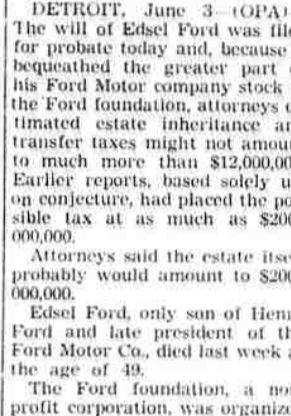 DETROIT, June 3—(OPA)
The will of Edsel Ford was file
for probate today and, because
bequeathed the greater part
his Ford Motor company stock
the Ford foundation, attorneys e
timated estate inheritance an
transfer taxes might not amoun
to much more than $12,000,00
Earlier reports, based solely u
on conjecture, had placed the po
sible tax at as much as $200
000,000.
Attorneys said the estate itse
probably would amount to $200
000,000.
Edsel Ford, only son of Henr
Ford and late president of th
Ford Motor Co., died last week a
the age of 49.
The Ford foundation, a non
profit corporation, was organize